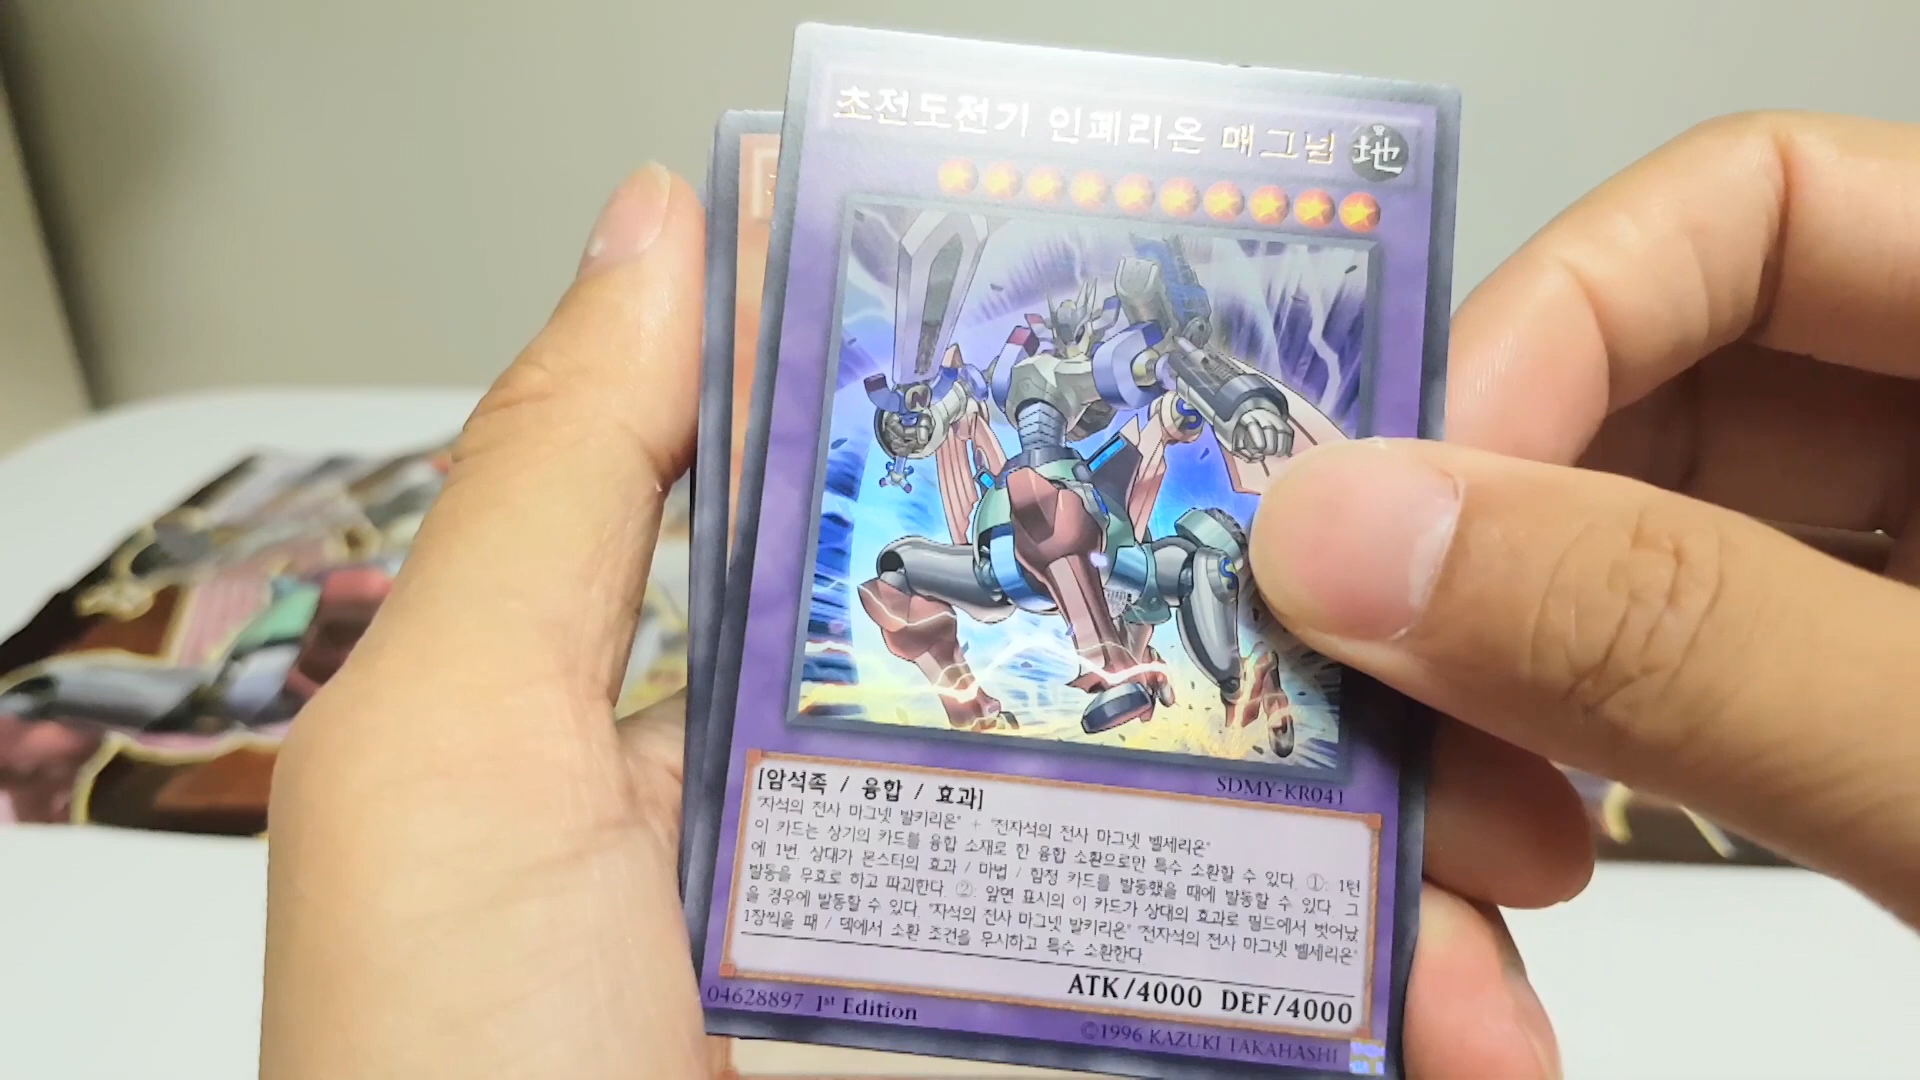 초전도전기 인페리온 매그넘 地
N
S
S
SDMY-KR041
[암석족 / 융합 / 효과]
"자석의 전사 마그넷 발키리온" + "전자석의 전사 마그넷 벨세리온"
이 카드는 상기의 카드를 융합 소재로 한 융합 소환으로만 특수 소환할 수 있다. ①: 1턴
에 1번, 상대가 몬스터의 효과 / 마법 / 함정 카드를 발동했을 때에 발동할 수 있다. 그
발동을 무효로 하고 파괴한다. ②: 앞면 표시의 이 카드가 상대의 효과로 필드에서 벗어났
을 경우에 발동할 수 있다. "자석의 전사 마그넷 발키리온" "전자석의 전사 마그넷 벨세리온"
1장씩을 패 / 덱에서 소환 조건을 무시하고 특수 소환한다.
ATK/4000 DEF/4000
04628897 1st Edition
©1996 KAZUKI TAKAHASHI